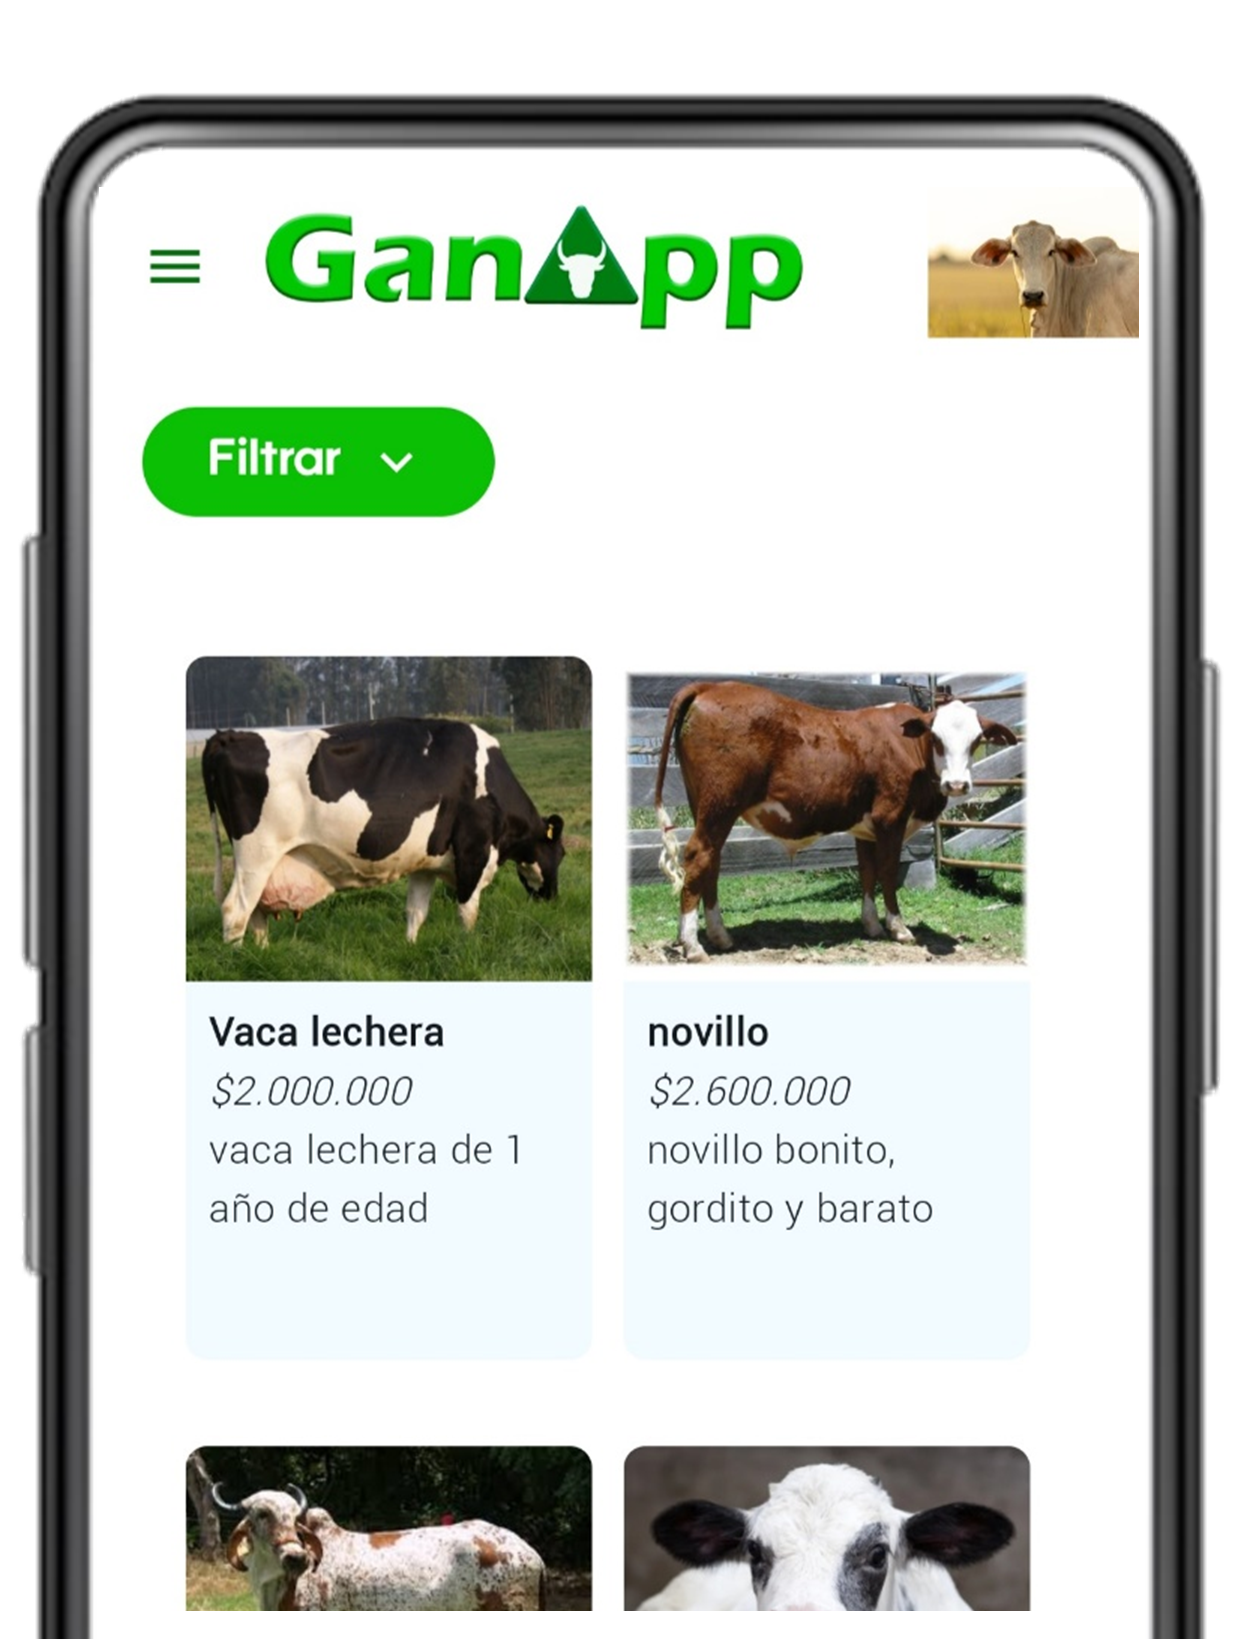 GanApp
Filtrar
Vaca lechera
$2.000.000
vaca lechera de 1
año de edad
novillo
$2.600.000
novillo bonito,
gordito y barato